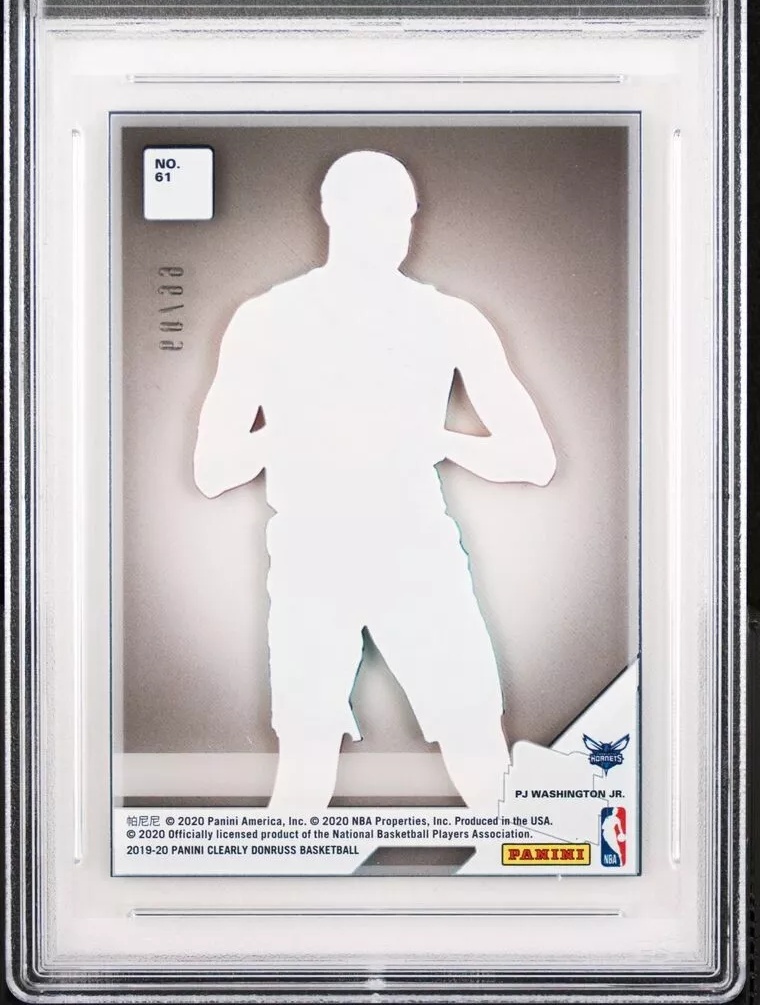 NO.
61
HORNETS
PJ WASHINGTON JR.
帕尼尼 © 2020 Panini America, Inc. © 2020 NBA Properties, Inc. Produced in the USA.
© 2020 Officially licensed product of the National Basketball Players Association.
2019-20 PANINI CLEARLY DONRUSS BASKETBALL
PANINI
NBA